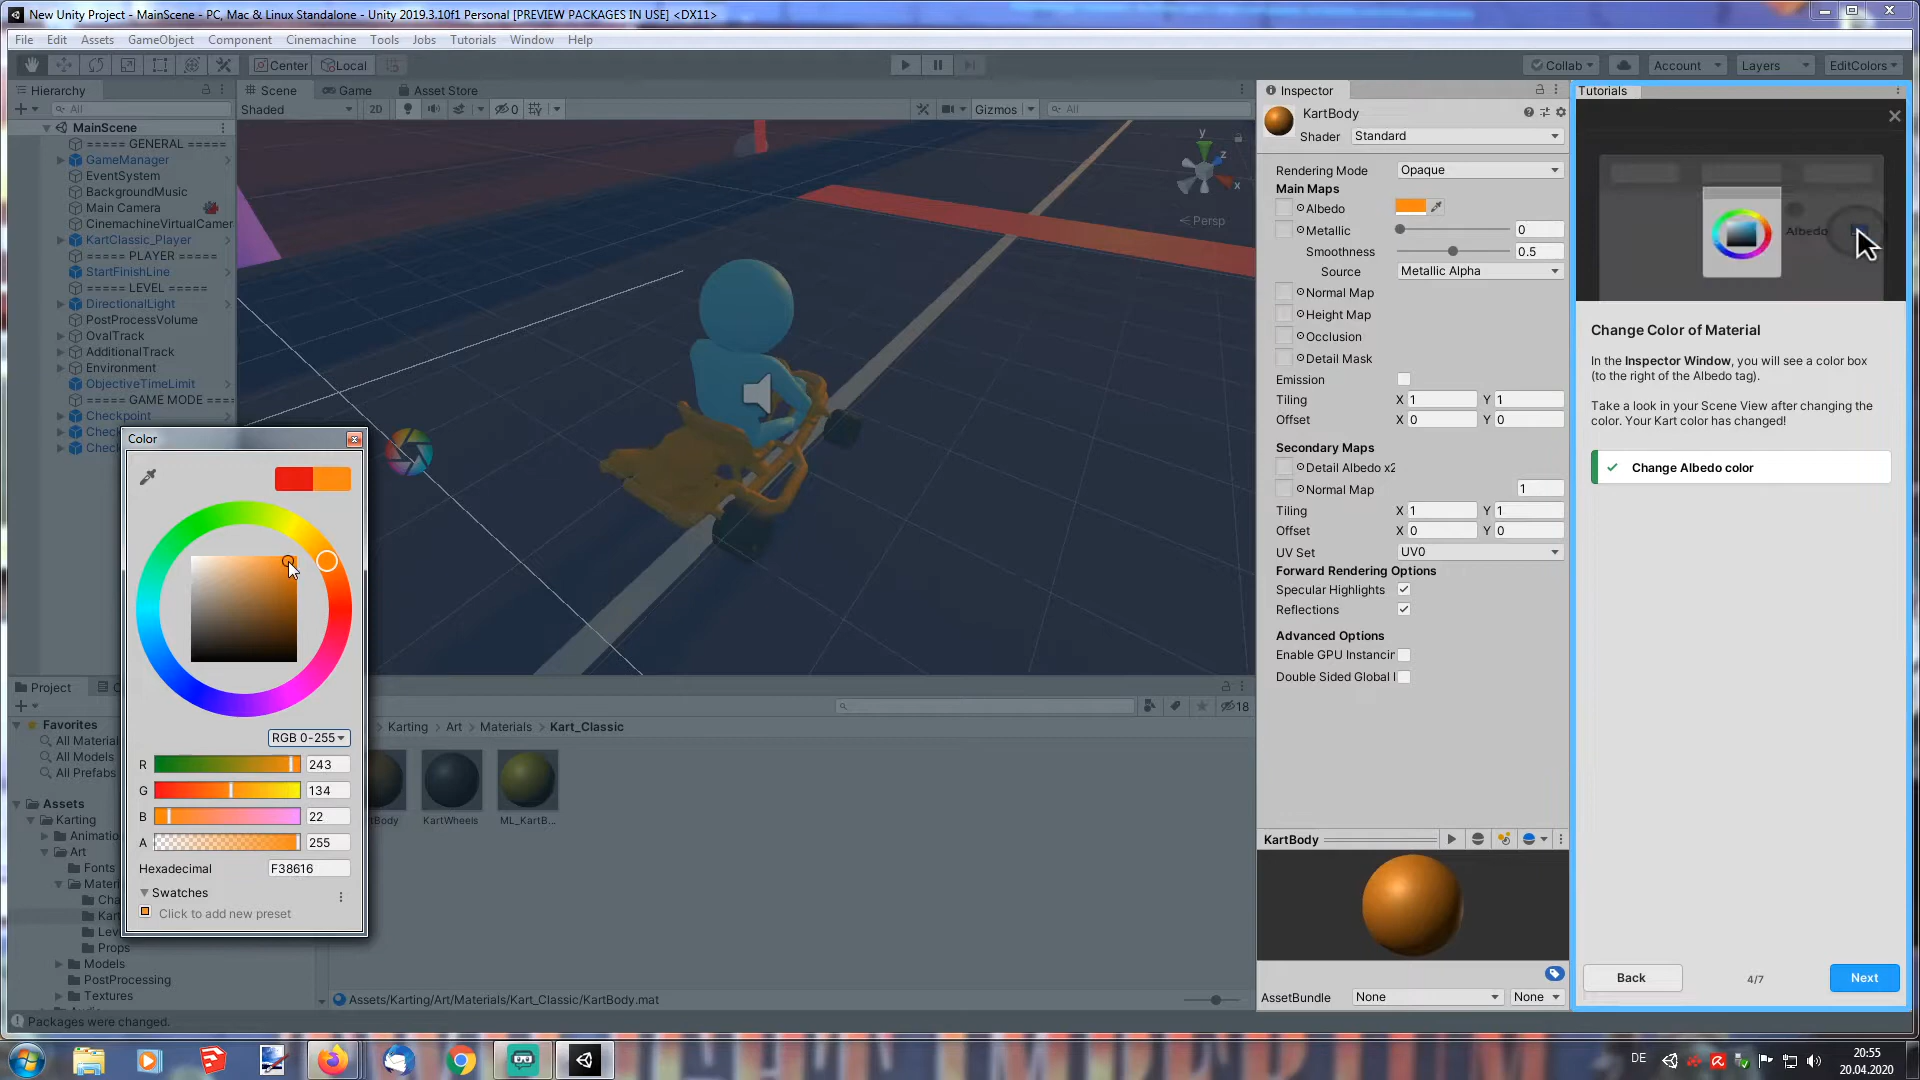 New Unity Project - MainScene - PC, Mac & Linux Standalone - Unity 2019.3.10f1 Personal [PREVIEW PACKAGES IN USE] <DX11>
File Edit Assets GameObject Component Cinemachine Tools Jobs Tutorials Window Help
Center Local Collab Account Layers EditColors
Hierarchy
All
MainScene
===== GENERAL =====
GameManager
EventSystem
BackgroundMusic
Main Camera
CinemachineVirtualCamer
KartClassic_Player
===== PLAYER =====
StartFinishLine
===== LEVEL =====
DirectionalLight
PostProcessVolume
OvalTrack
AdditionalTrack
Environment
ObjectiveTimeLimit
===== GAME MODE =====
Checkpoint
Chec
Chec
Scene Game Asset Store
Shaded 2D 0 Gizmos All
y
z
x
Persp
Color
RGB 0-255
R 243
G 134
B 22
A 255
Hexadecimal F38616
Swatches
Click to add new preset
Project
Favorites
All Material
All Models
All Prefabs
Assets
Karting
Animatio
Art
Fonts
Mater
Cha
Kart
Lev
Props
Models
PostProcessing
Textures
18
Karting Art Materials Kart_Classic
tBody KartWheels ML_KartB...
Assets/Karting/Art/Materials/Kart_Classic/KartBody.mat
Packages were changed.
Inspector
KartBody
Shader Standard
Rendering Mode Opaque
Main Maps
Albedo
Metallic 0
Smoothness 0.5
Source Metallic Alpha
Normal Map
Height Map
Occlusion
Detail Mask
Emission
Tiling X 1 Y 1
Offset X 0 Y 0
Secondary Maps
Detail Albedo x2
Normal Map 1
Tiling X 1 Y 1
Offset X 0 Y 0
UV Set UV0
Forward Rendering Options
Specular Highlights
Reflections
Advanced Options
Enable GPU Instancin
Double Sided Global I
KartBody
AssetBundle None None
Tutorials
Albedo
Change Color of Material
In the Inspector Window, you will see a color box
(to the right of the Albedo tag).
Take a look in your Scene View after changing the
color. Your Kart color has changed!
Change Albedo color
Back 4/7 Next
DE
20:55
20.04.2020